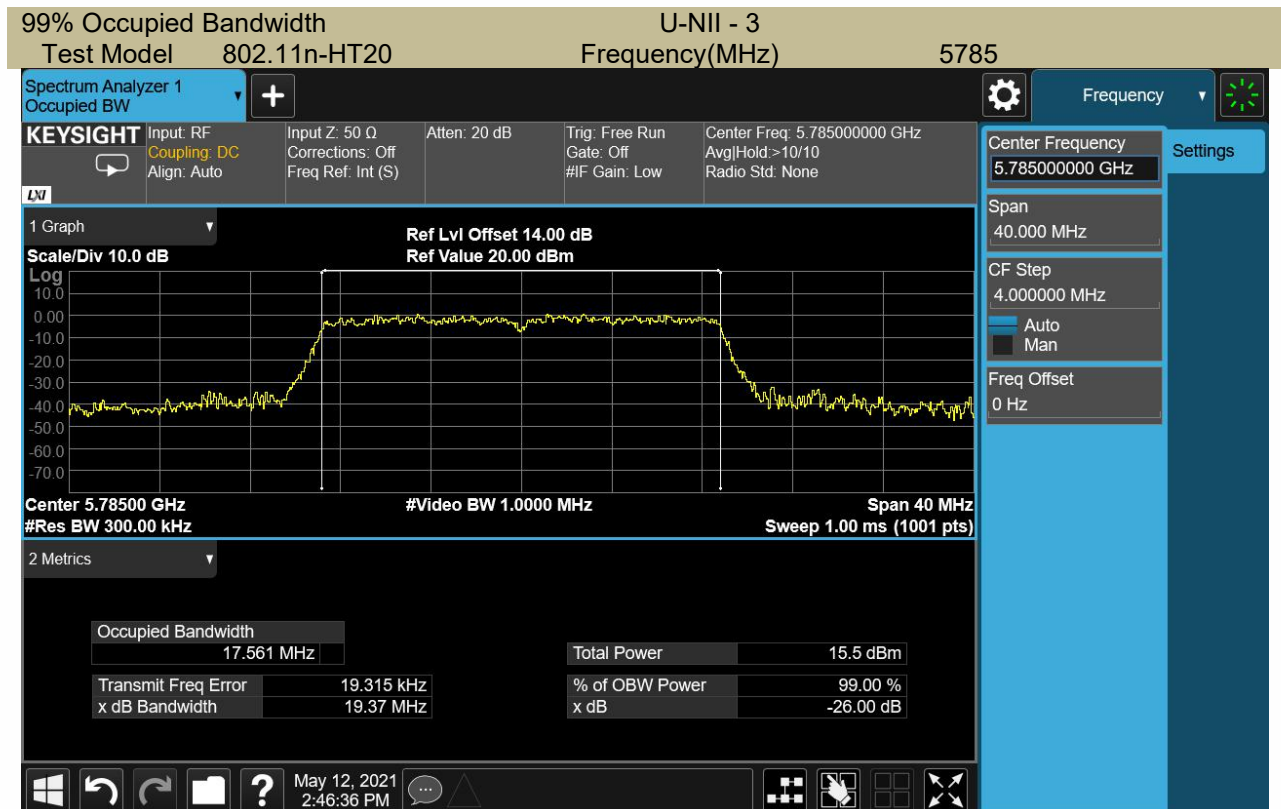 99% Occupied Bandwidth U-NII - 3
Test Model 802.11n-HT20 Frequency(MHz) 5785
Spectrum Analyzer 1
Occupied BW
+
Frequency
KEYSIGHT
LXI
Input: RF
Coupling: DC
Align: Auto
Input Z: 50 Ω
Corrections: Off
Freq Ref: Int (S)
Atten: 20 dB
Trig: Free Run
Gate: Off
#IF Gain: Low
Center Freq: 5.785000000 GHz
Avg|Hold:>10/10
Radio Std: None
Center Frequency
5.785000000 GHz
Settings
Span
40.000 MHz
CF Step
4.000000 MHz
Auto
Man
Freq Offset
0 Hz
1 Graph
Ref Lvl Offset 14.00 dB
Scale/Div 10.0 dB Ref Value 20.00 dBm
Log
10.0
0.00
-10.0
-20.0
-30.0
-40.0
-50.0
-60.0
-70.0
Center 5.78500 GHz #Video BW 1.0000 MHz Span 40 MHz
#Res BW 300.00 kHz Sweep 1.00 ms (1001 pts)
2 Metrics
Occupied Bandwidth
17.561 MHz
Total Power 15.5 dBm
Transmit Freq Error 19.315 kHz
% of OBW Power 99.00 %
x dB Bandwidth 19.37 MHz
x dB -26.00 dB
?
May 12, 2021
2:46:36 PM